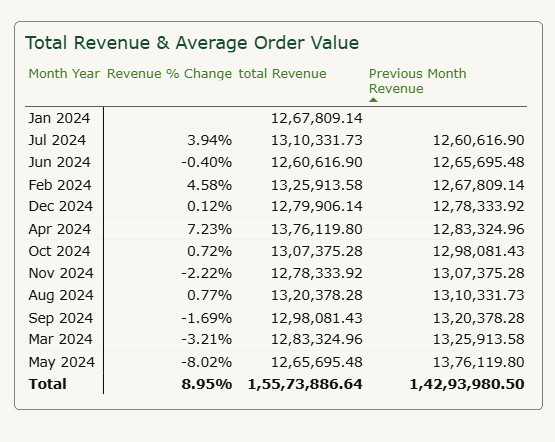 Total Revenue & Average Order Value
Month Year Revenue % Change total Revenue Previous Month
Revenue
Jan 2024 12,67,809.14
Jul 2024 3.94% 13,10,331.73 12,60,616.90
Jun 2024 -0.40% 12,60,616.90 12,65,695.48
Feb 2024 4.58% 13,25,913.58 12,67,809.14
Dec 2024 0.12% 12,79,906.14 12,78,333.92
Apr 2024 7.23% 13,76,119.80 12,83,324.96
Oct 2024 0.72% 13,07,375.28 12,98,081.43
Nov 2024 -2.22% 12,78,333.92 13,07,375.28
Aug 2024 0.77% 13,20,378.28 13,10,331.73
Sep 2024 -1.69% 12,98,081.43 13,20,378.28
Mar 2024 -3.21% 12,83,324.96 13,25,913.58
May 2024 -8.02% 12,65,695.48 13,76,119.80
Total 8.95% 1,55,73,886.64 1,42,93,980.50